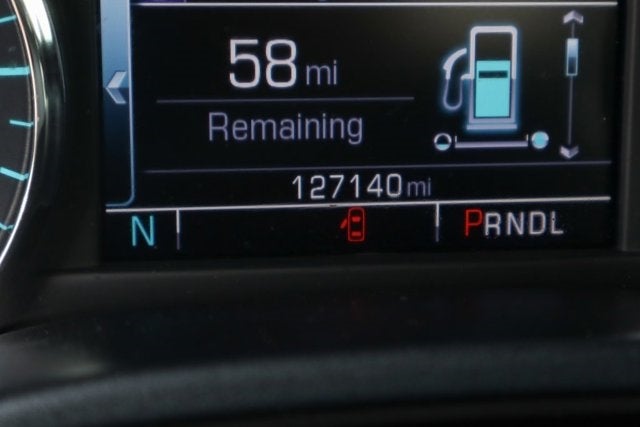 58 mi
Remaining
127140 mi
N PRNDL